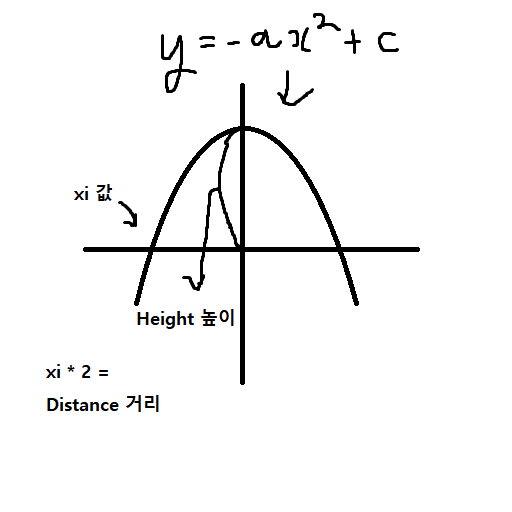 y = -ax² + c
xi 값
Height 높이
xi * 2 =
Distance 거리